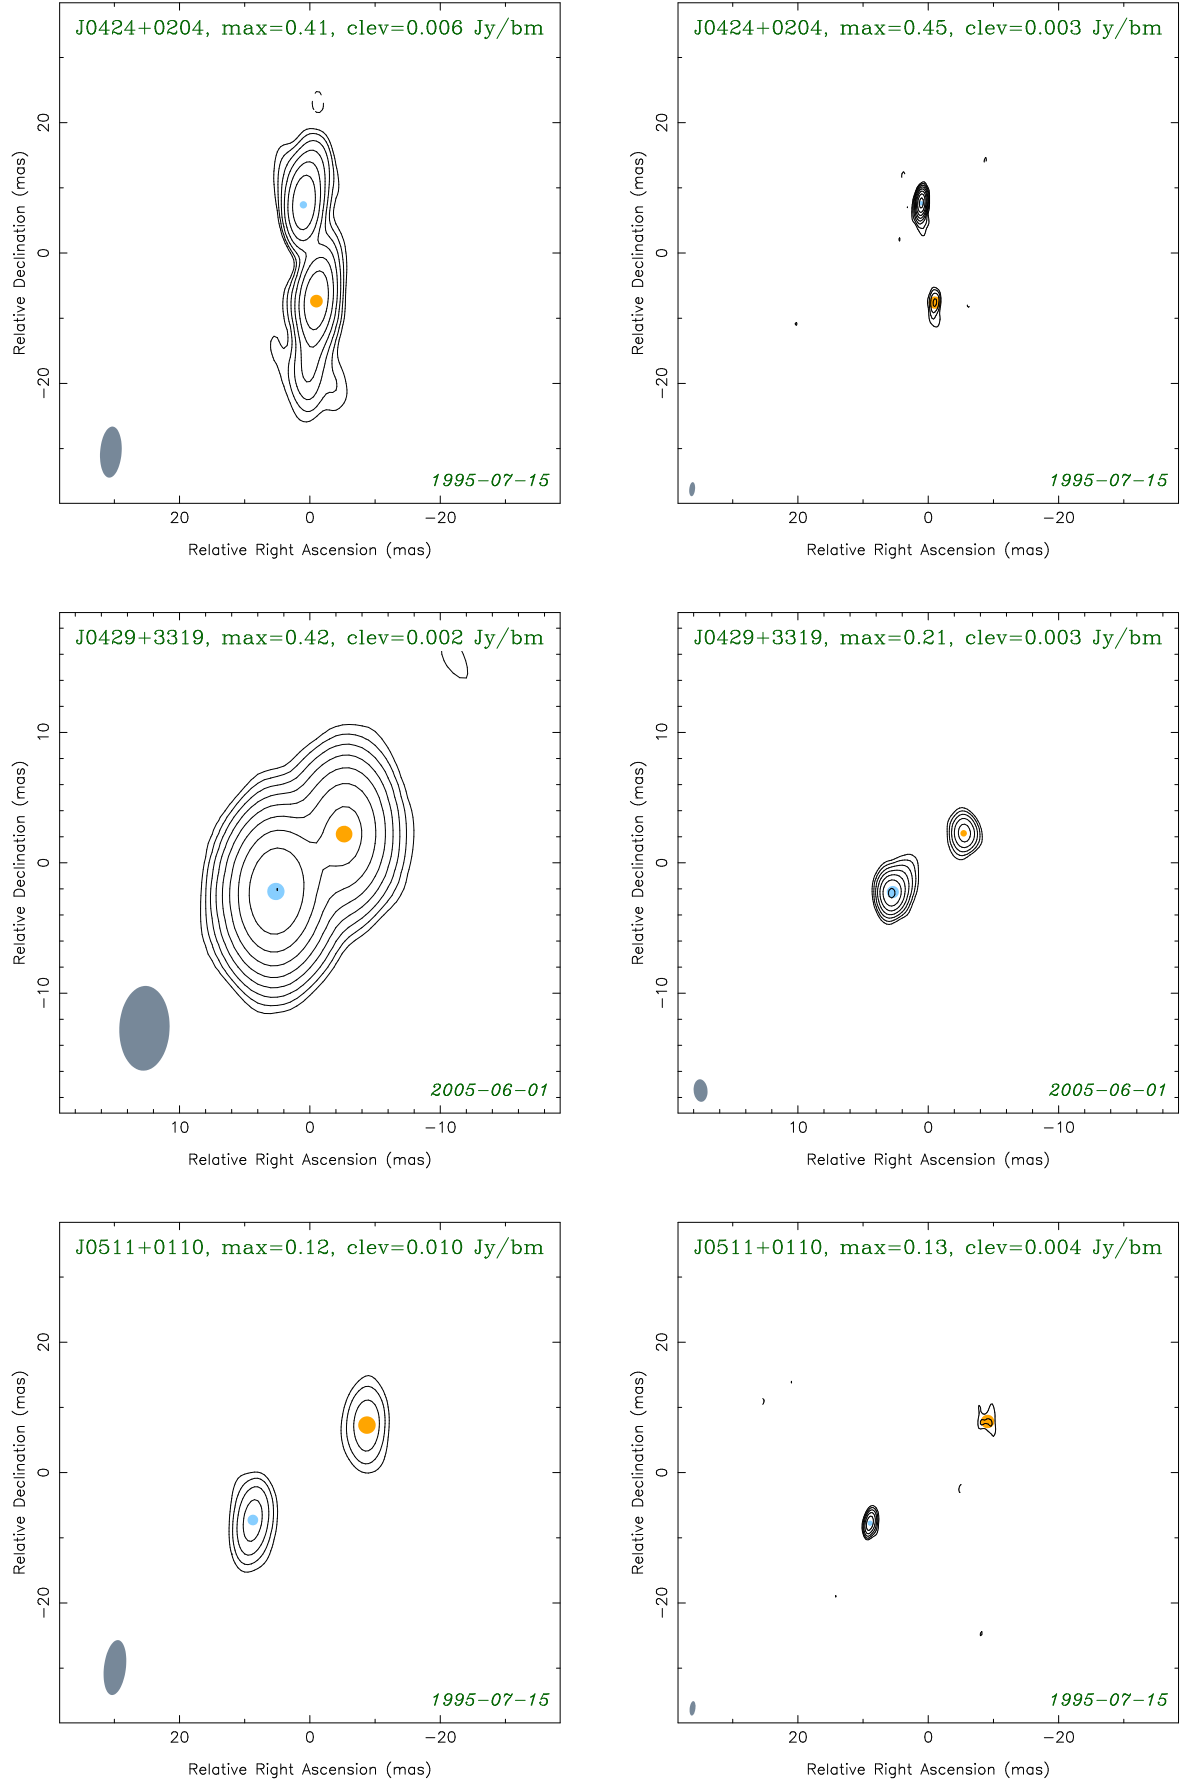 J0424+0204, max=0.41, clev=0.006 Jy/bm
Relative Declination (mas)
20
0
−20
1995−07−15
20 0 −20
Relative Right Ascension (mas)
J0424+0204, max=0.45, clev=0.003 Jy/bm
Relative Declination (mas)
20
0
−20
1995−07−15
20 0 −20
Relative Right Ascension (mas)
J0429+3319, max=0.42, clev=0.002 Jy/bm
Relative Declination (mas)
10
0
−10
2005−06−01
10 0 −10
Relative Right Ascension (mas)
J0429+3319, max=0.21, clev=0.003 Jy/bm
Relative Declination (mas)
10
0
−10
2005−06−01
10 0 −10
Relative Right Ascension (mas)
J0511+0110, max=0.12, clev=0.010 Jy/bm
Relative Declination (mas)
20
0
−20
1995−07−15
20 0 −20
Relative Right Ascension (mas)
J0511+0110, max=0.13, clev=0.004 Jy/bm
Relative Declination (mas)
20
0
−20
1995−07−15
20 0 −20
Relative Right Ascension (mas)